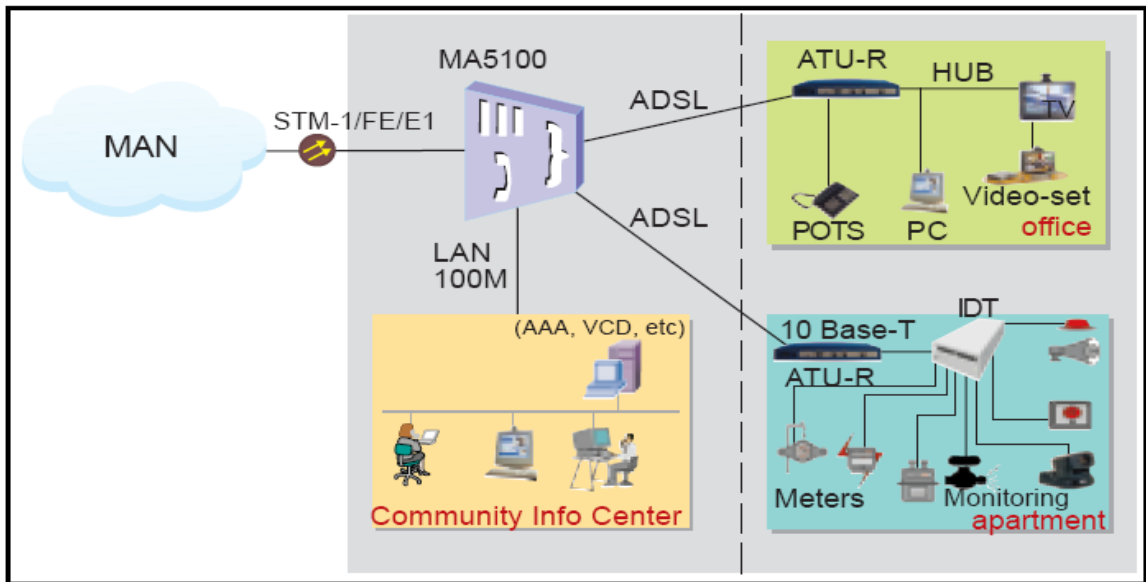 MA5100
STM-1/FE/E1
MAN
ADSL
ADSL
LAN
100M
ATU-R
HUB
TV
POTS
PC
Video-set
office
(AAA, VCD, etc)
Community Info Center
IDT
10 Base-T
ATU-R
Meters
Monitoring
apartment